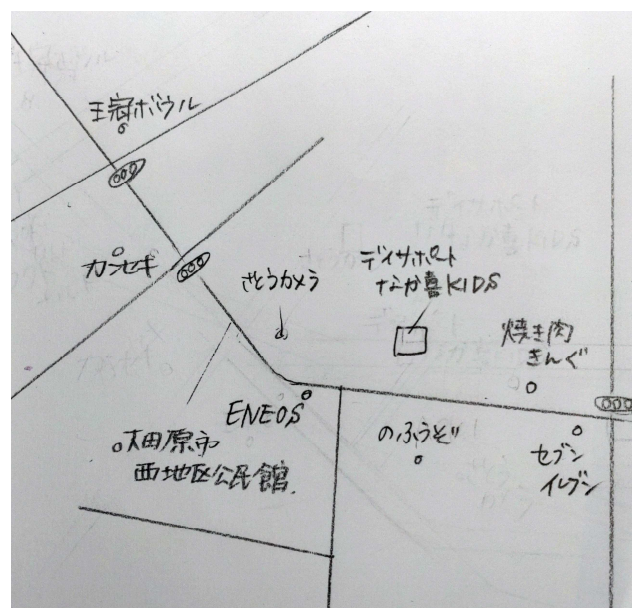 王冠ボウル
カンセキ
さとうカメラ
デイサポート
なか喜KIDS
焼き肉
きんぐ
ENEOS
のふうぞ
セブン
イレブン
大田原市
西地区公民館